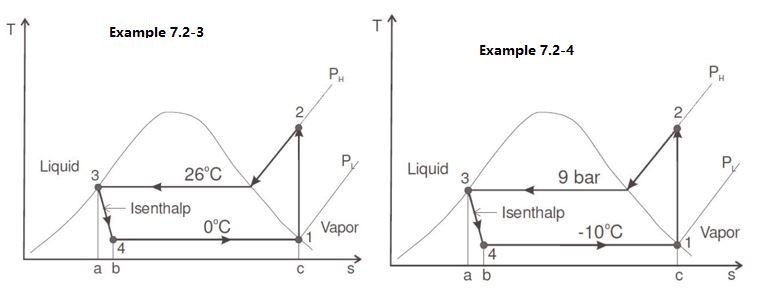 Example 7.2-3
T
P_H
2
Liquid
3
26°C
P_L
Isenthalp
0°C
1
Vapor
4
a b c s
Example 7.2-4
T
P_H
2
Liquid
3
9 bar
P_L
Isenthalp
-10°C
1
Vapor
4
a b c s